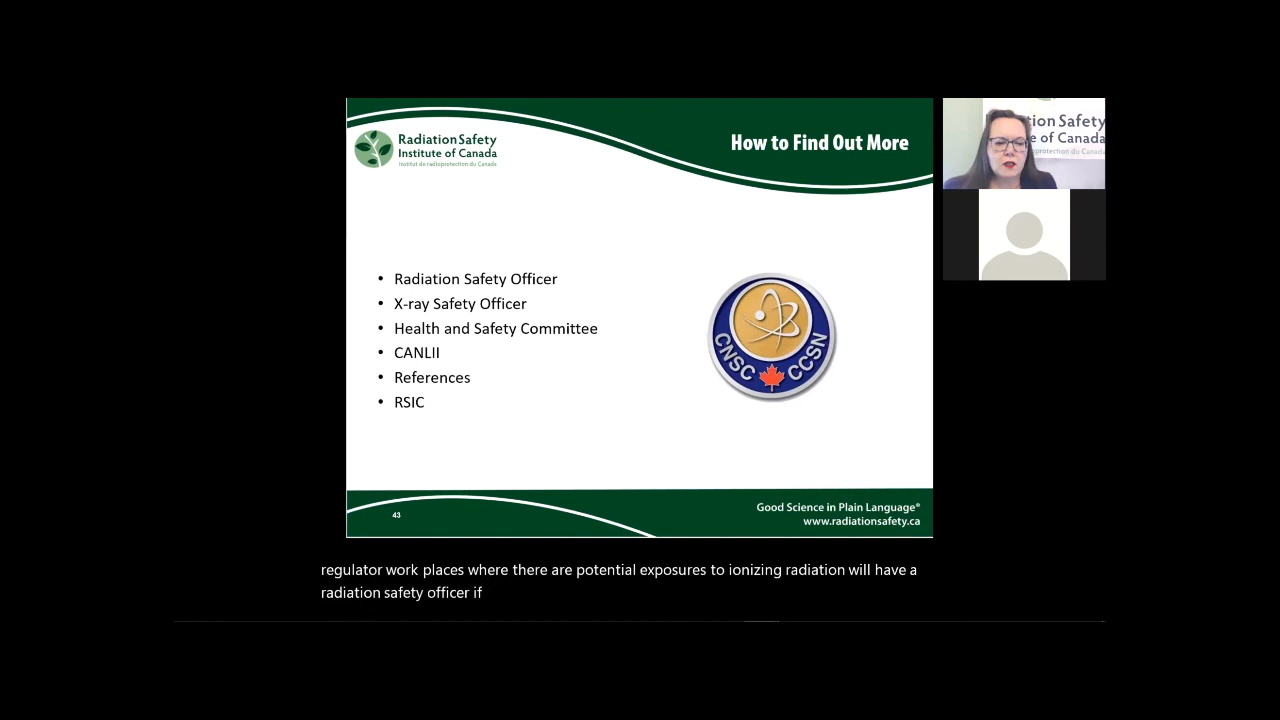 RadiationSafety
Institute of Canada
Institut de radioprotection du Canada
How to Find Out More
• Radiation Safety Officer
• X-ray Safety Officer
• Health and Safety Committee
• CANLII
• References
• RSIC
CNSC CCSN
43
Good Science in Plain Language®
www.radiationsafety.ca
tion Safety
e of Canada
oprotection du Canada
regulator work places where there are potential exposures to ionizing radiation will have a
radiation safety officer if